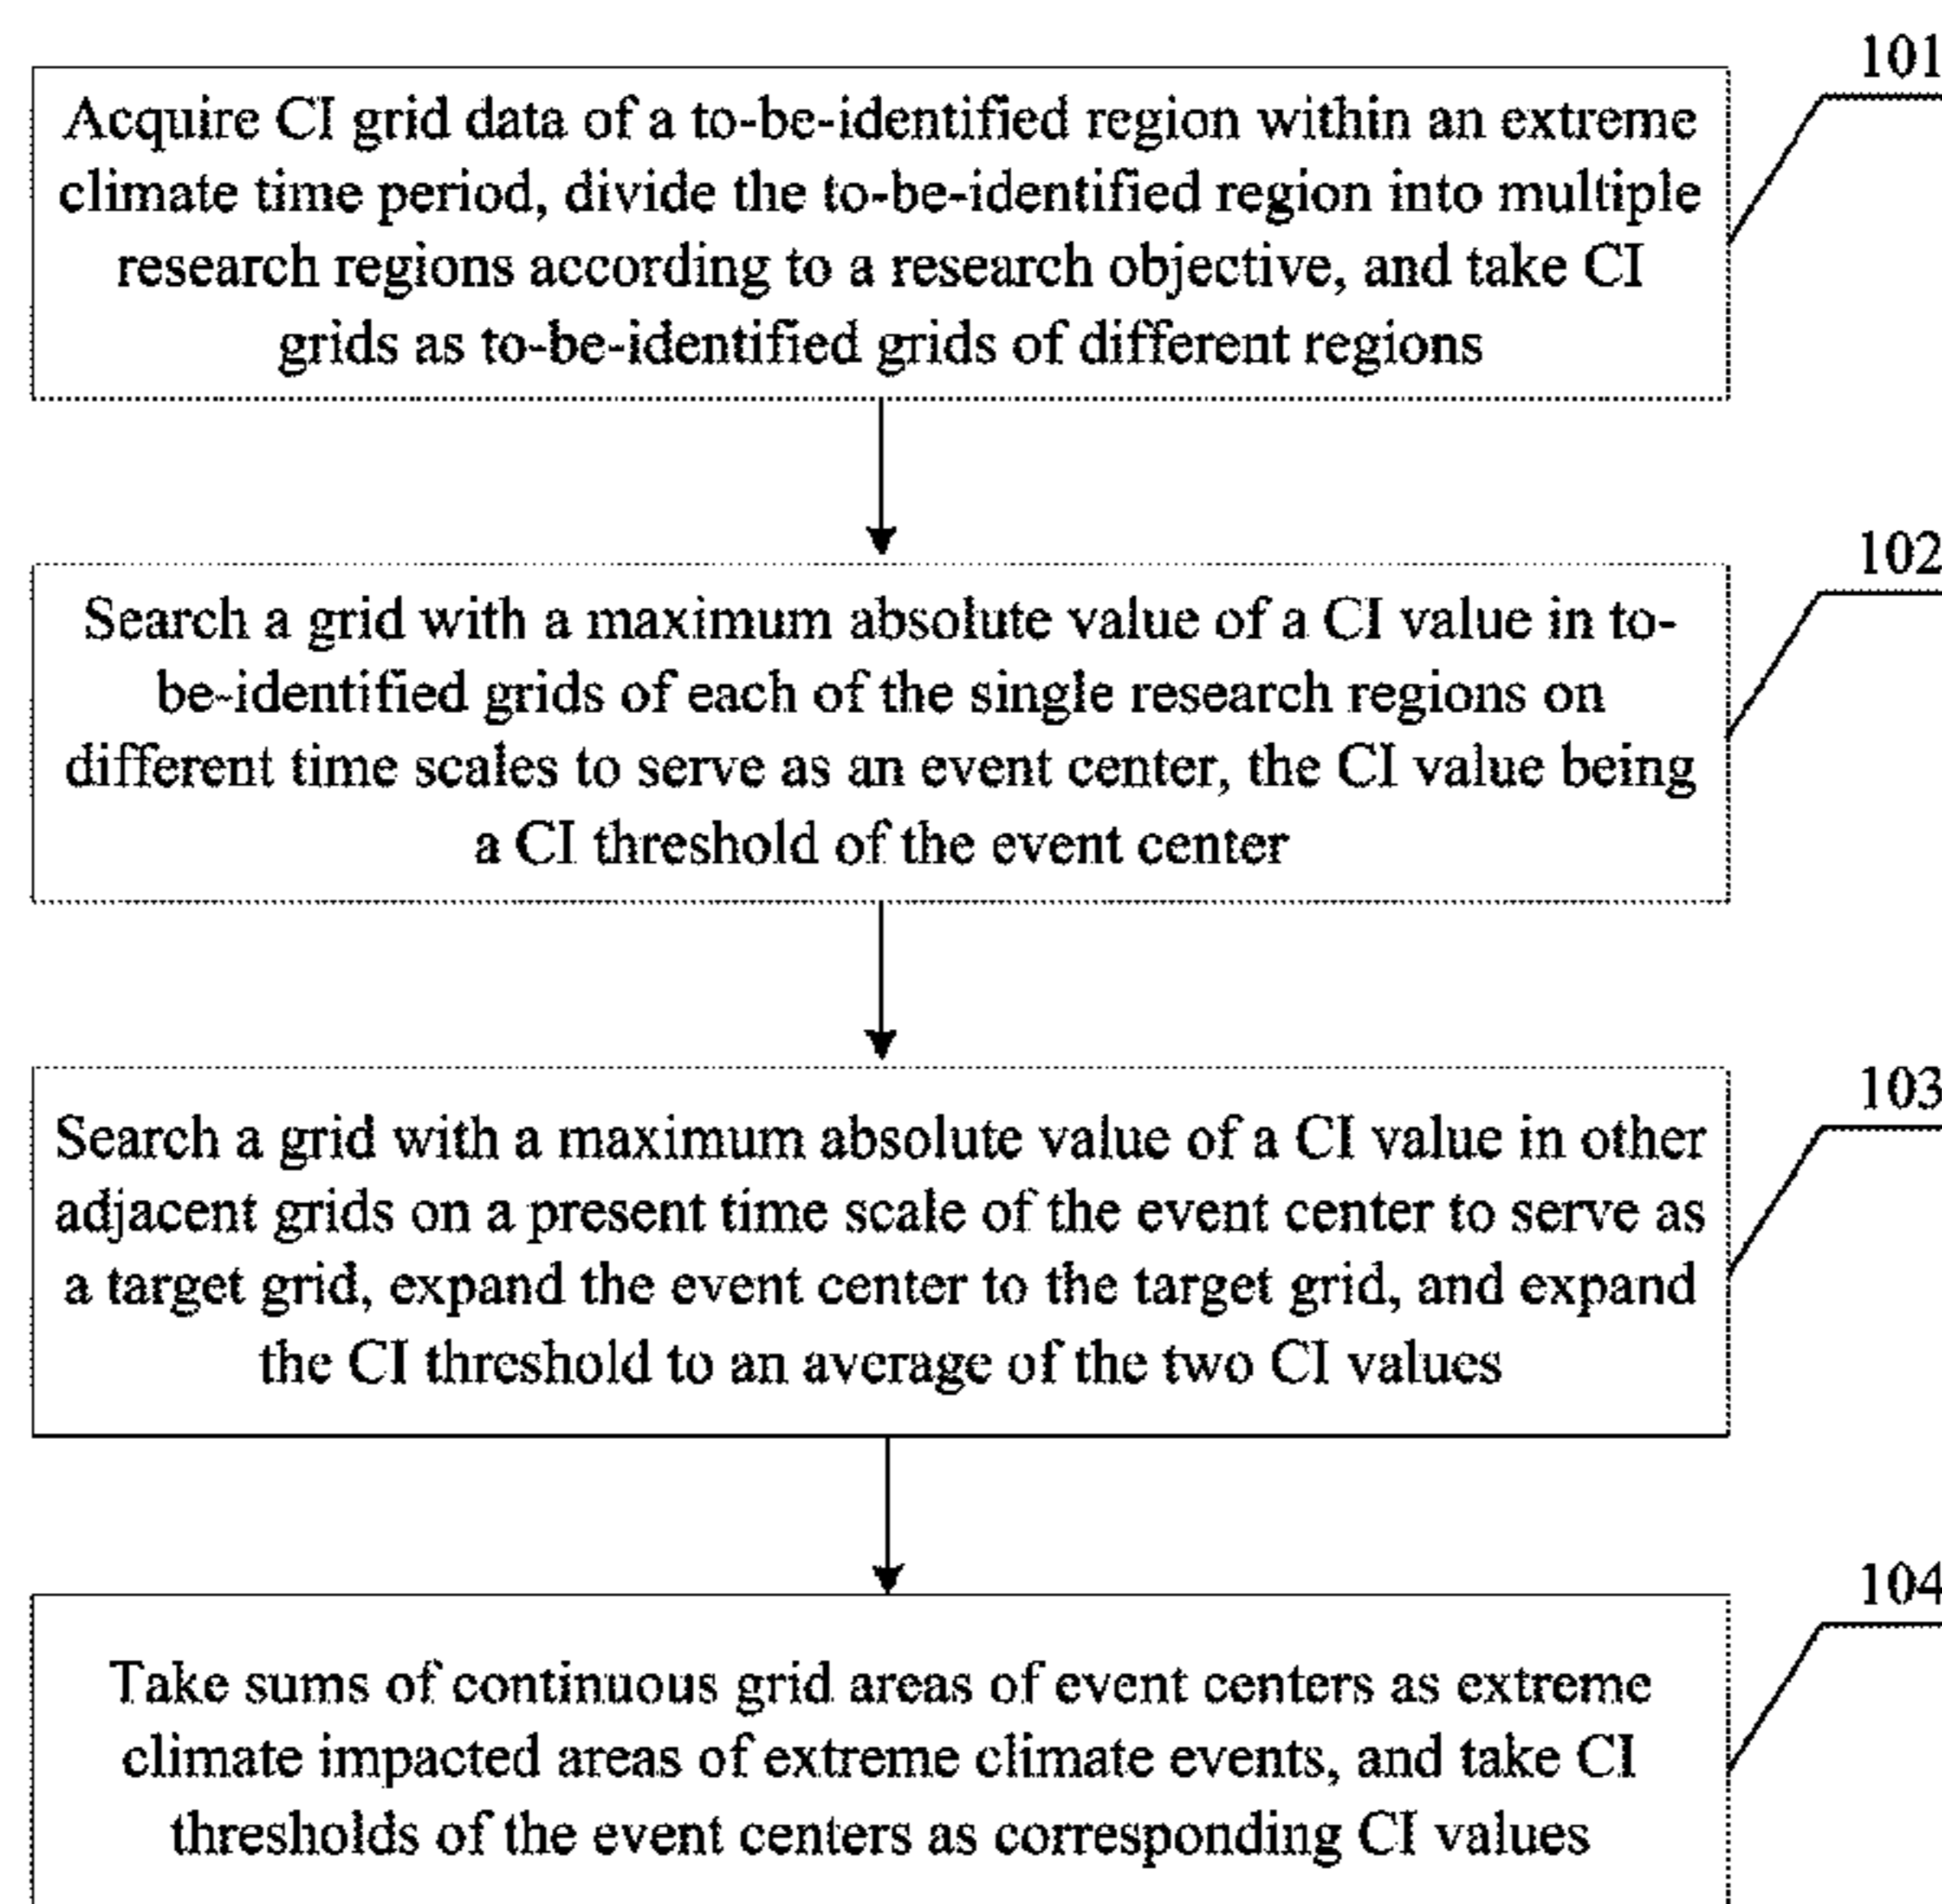 101
Acquire CI grid data of a to-be-identified region within an extreme
climate time period, divide the to-be-identified region into multiple
research regions according to a research objective, and take CI
grids as to-be-identified grids of different regions
102
Search a grid with a maximum absolute value of a CI value in to-
be-identified grids of each of the single research regions on
different time scales to serve as an event center, the CI value being
a CI threshold of the event center
103
Search a grid with a maximum absolute value of a CI value in other
adjacent grids on a present time scale of the event center to serve as
a target grid, expand the event center to the target grid, and expand
the CI threshold to an average of the two CI values
104
Take sums of continuous grid areas of event centers as extreme
climate impacted areas of extreme climate events, and take CI
thresholds of the event centers as corresponding CI values